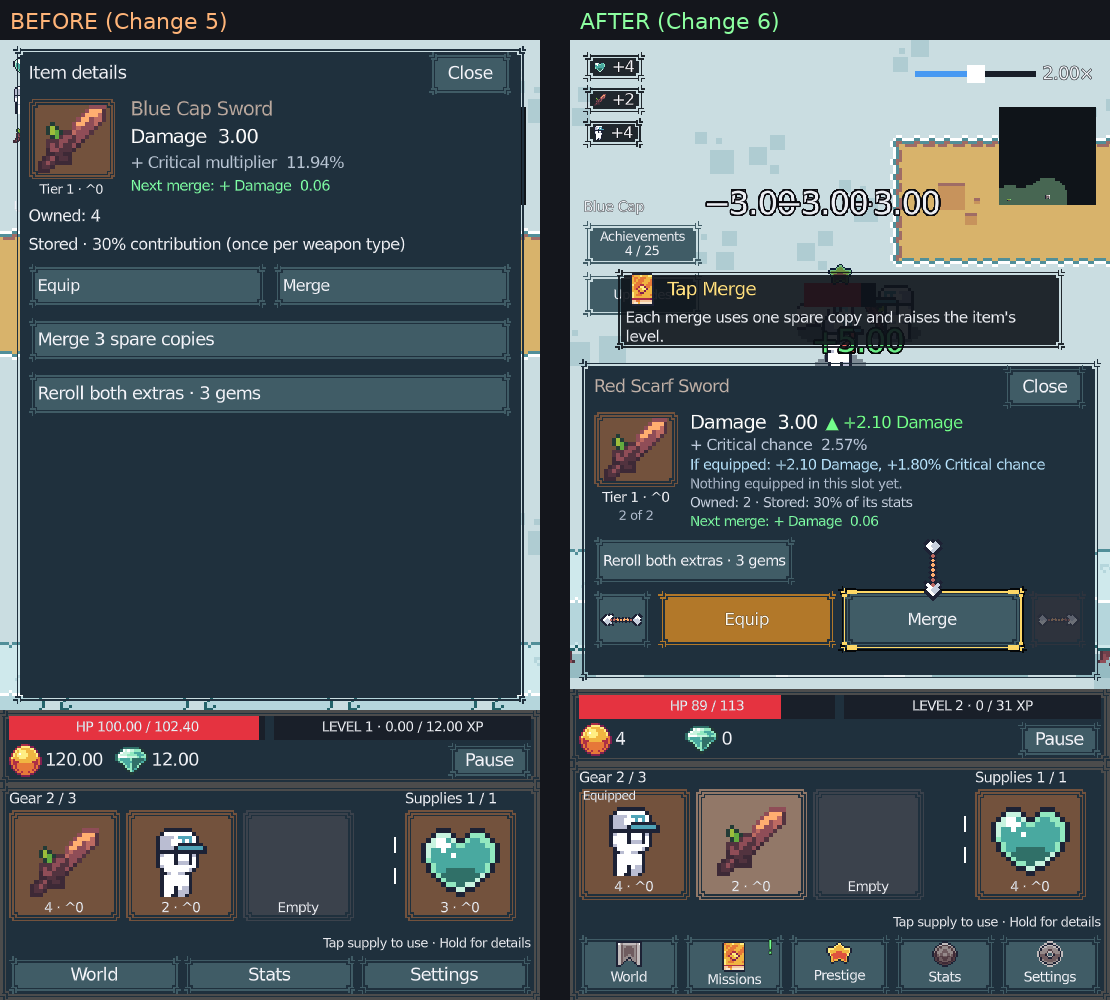 BEFORE (Change 5)
Item details
Close
Blue Cap Sword
Damage 3.00
+ Critical multiplier 11.94%
Next merge: + Damage 0.06
Tier 1 · ^0
Owned: 4
Stored · 30% contribution (once per weapon type)
Equip
Merge
Merge 3 spare copies
Reroll both extras · 3 gems
HP 100.00 / 102.40
LEVEL 1 · 0.00 / 12.00 XP
120.00
12.00
Pause
Gear 2 / 3
Supplies 1 / 1
4 · ^0
2 · ^0
Empty
3 · ^0
Tap supply to use · Hold for details
World
Stats
Settings
AFTER (Change 6)
+4
+2
+4
2.00×
Blue Cap
−3.00
−3.00
−3.00
Achievements
4 / 25
Tap Merge
Each merge uses one spare copy and raises the item's
level.
+5.00
Red Scarf Sword
Close
Damage 3.00 ▲ +2.10 Damage
+ Critical chance 2.57%
If equipped: +2.10 Damage, +1.80% Critical chance
Nothing equipped in this slot yet.
Owned: 2 · Stored: 30% of its stats
Next merge: + Damage 0.06
Tier 1 · ^0
2 of 2
Reroll both extras · 3 gems
Equip
Merge
HP 89 / 113
LEVEL 2 · 0 / 31 XP
4
0
Pause
Gear 2 / 3
Supplies 1 / 1
Equipped
4 · ^0
2 · ^0
Empty
4 · ^0
Tap supply to use · Hold for details
World
Missions
!
Prestige
Stats
Settings